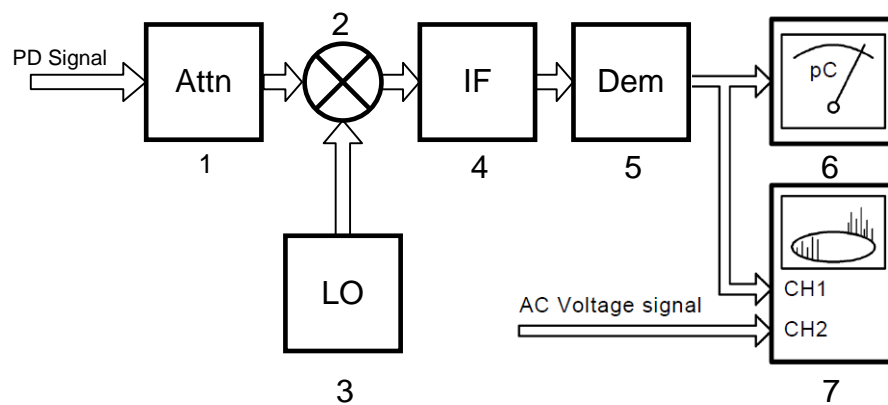 PD Signal
Attn
1
2
LO
3
IF
4
Dem
5
pC
6
CH1
AC Voltage signal
CH2
7